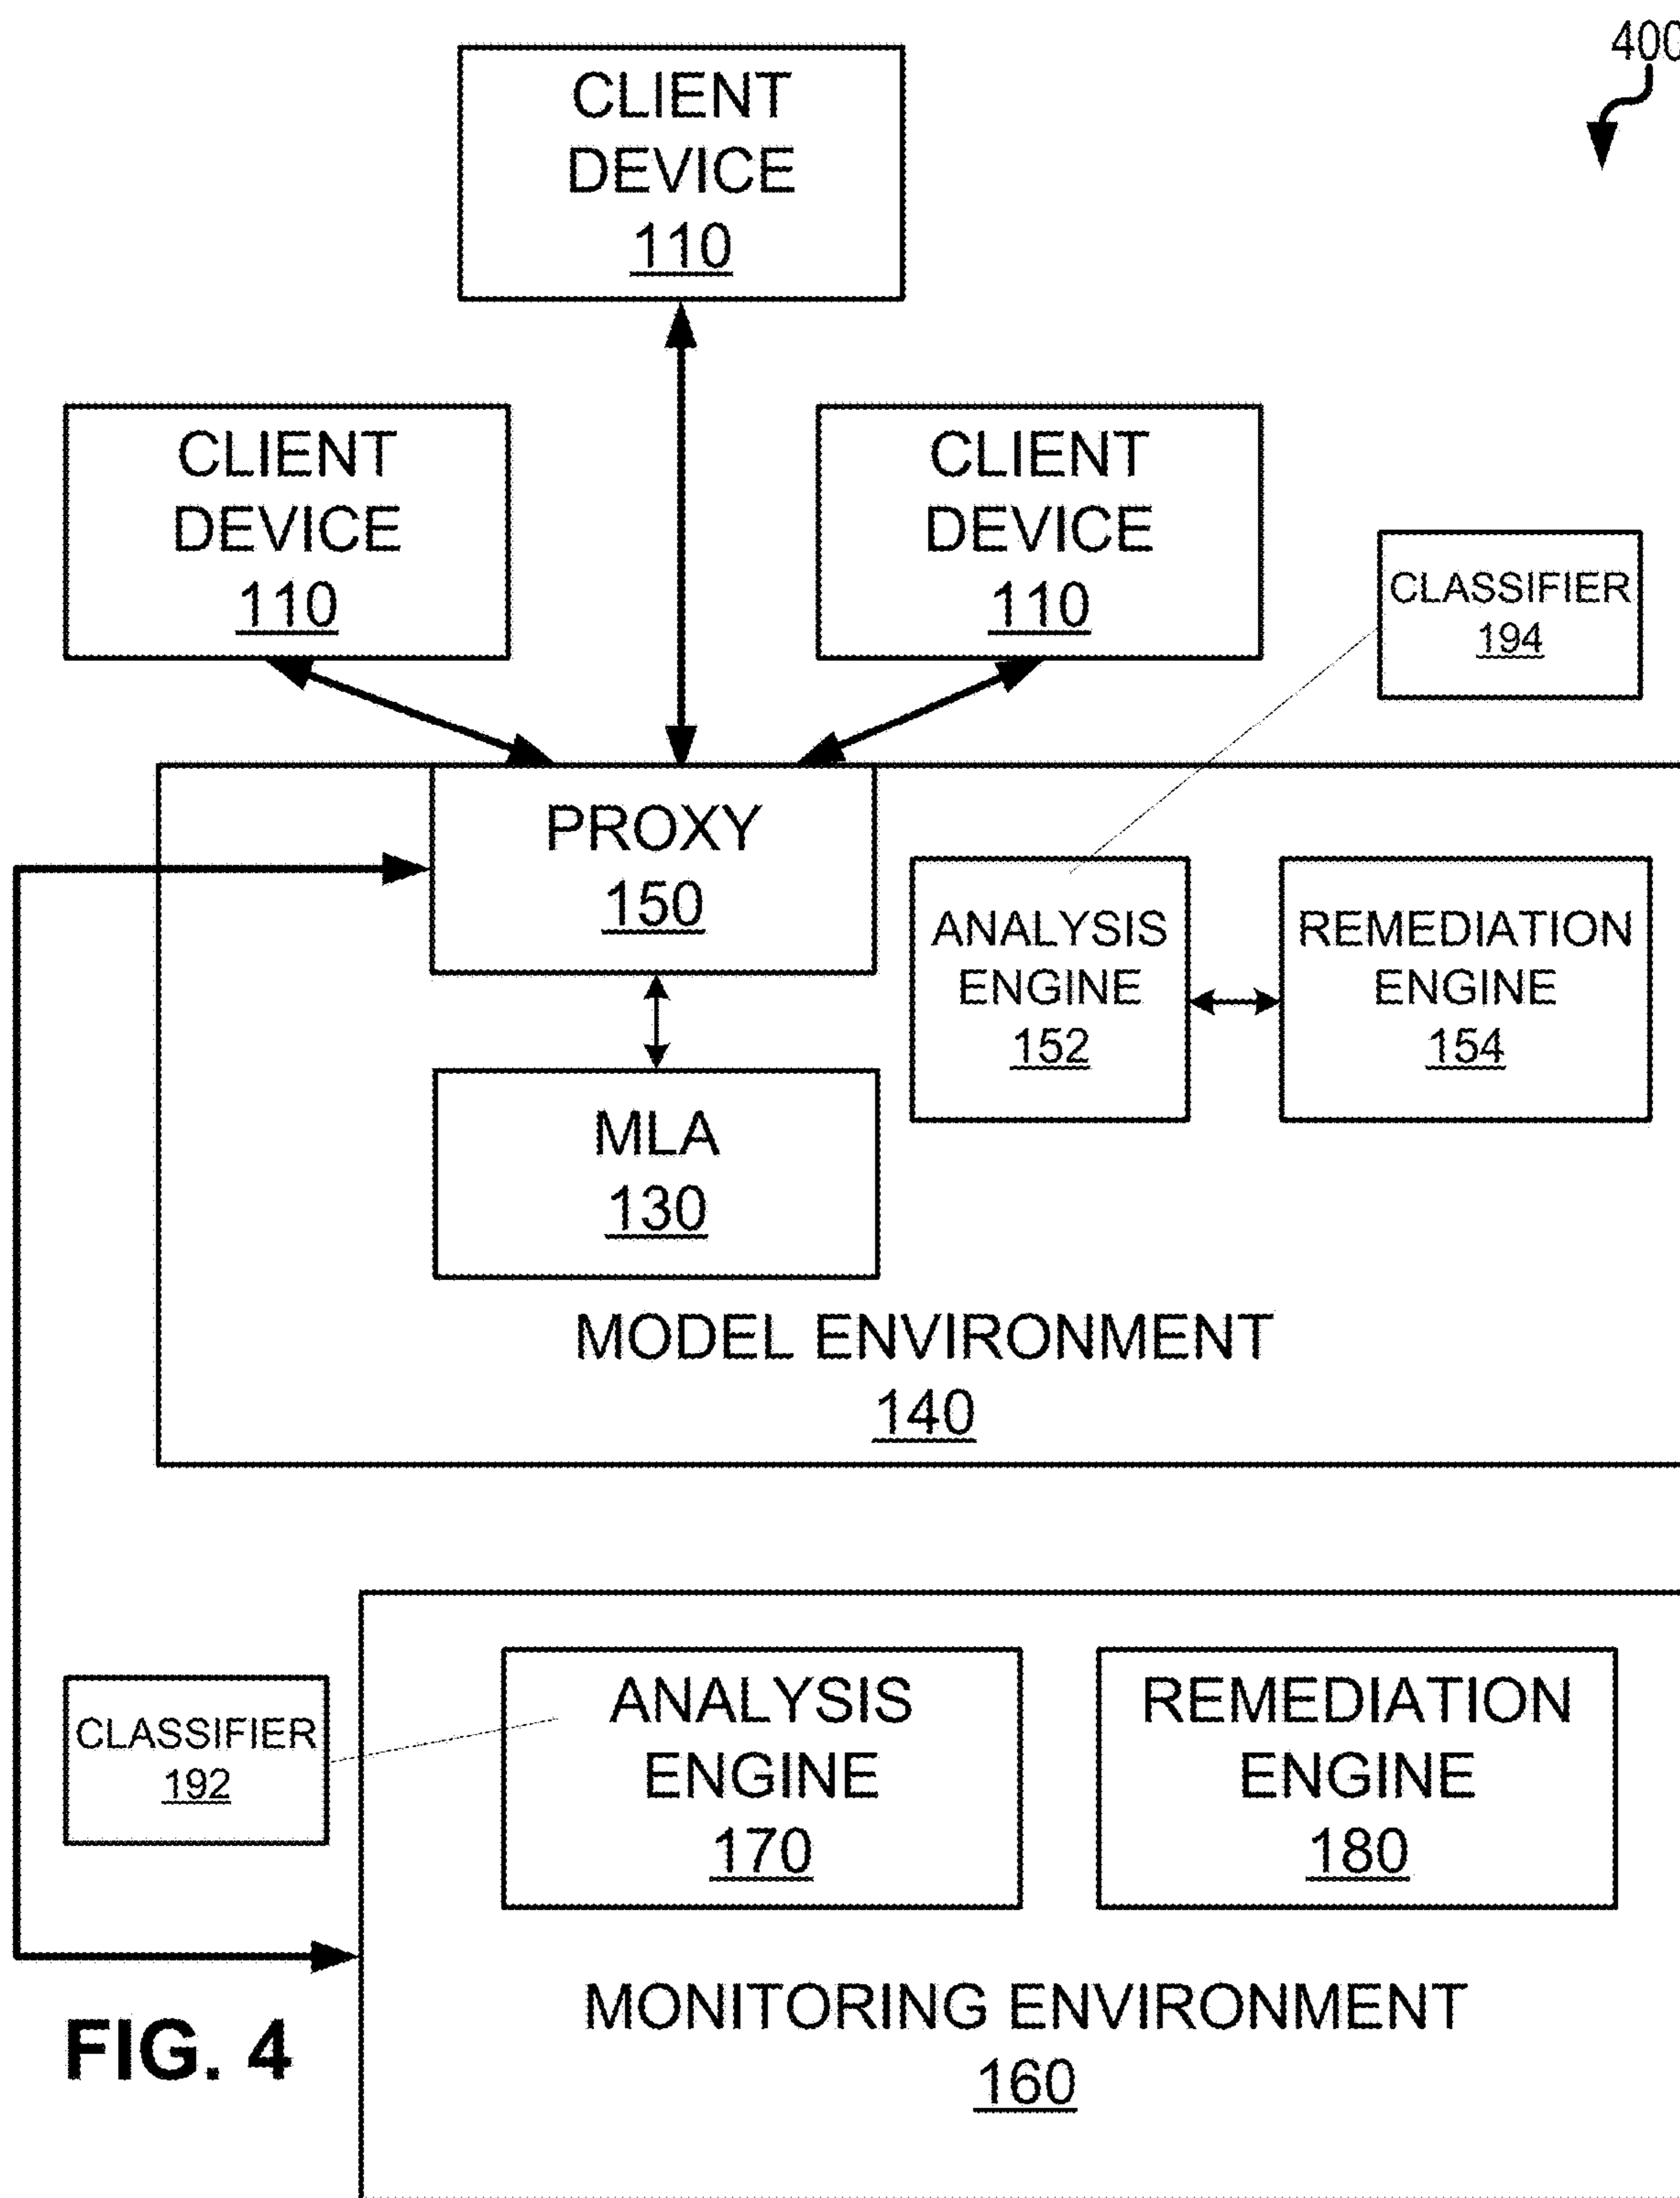 400
CLIENT
DEVICE
110
CLIENT
DEVICE
110
CLIENT
DEVICE
110
CLASSIFIER
194
PROXY
150
ANALYSIS
ENGINE
152
REMEDIATION
ENGINE
154
MLA
130
MODEL ENVIRONMENT
140
CLASSIFIER
192
ANALYSIS
ENGINE
170
REMEDIATION
ENGINE
180
MONITORING ENVIRONMENT
160
FIG. 4